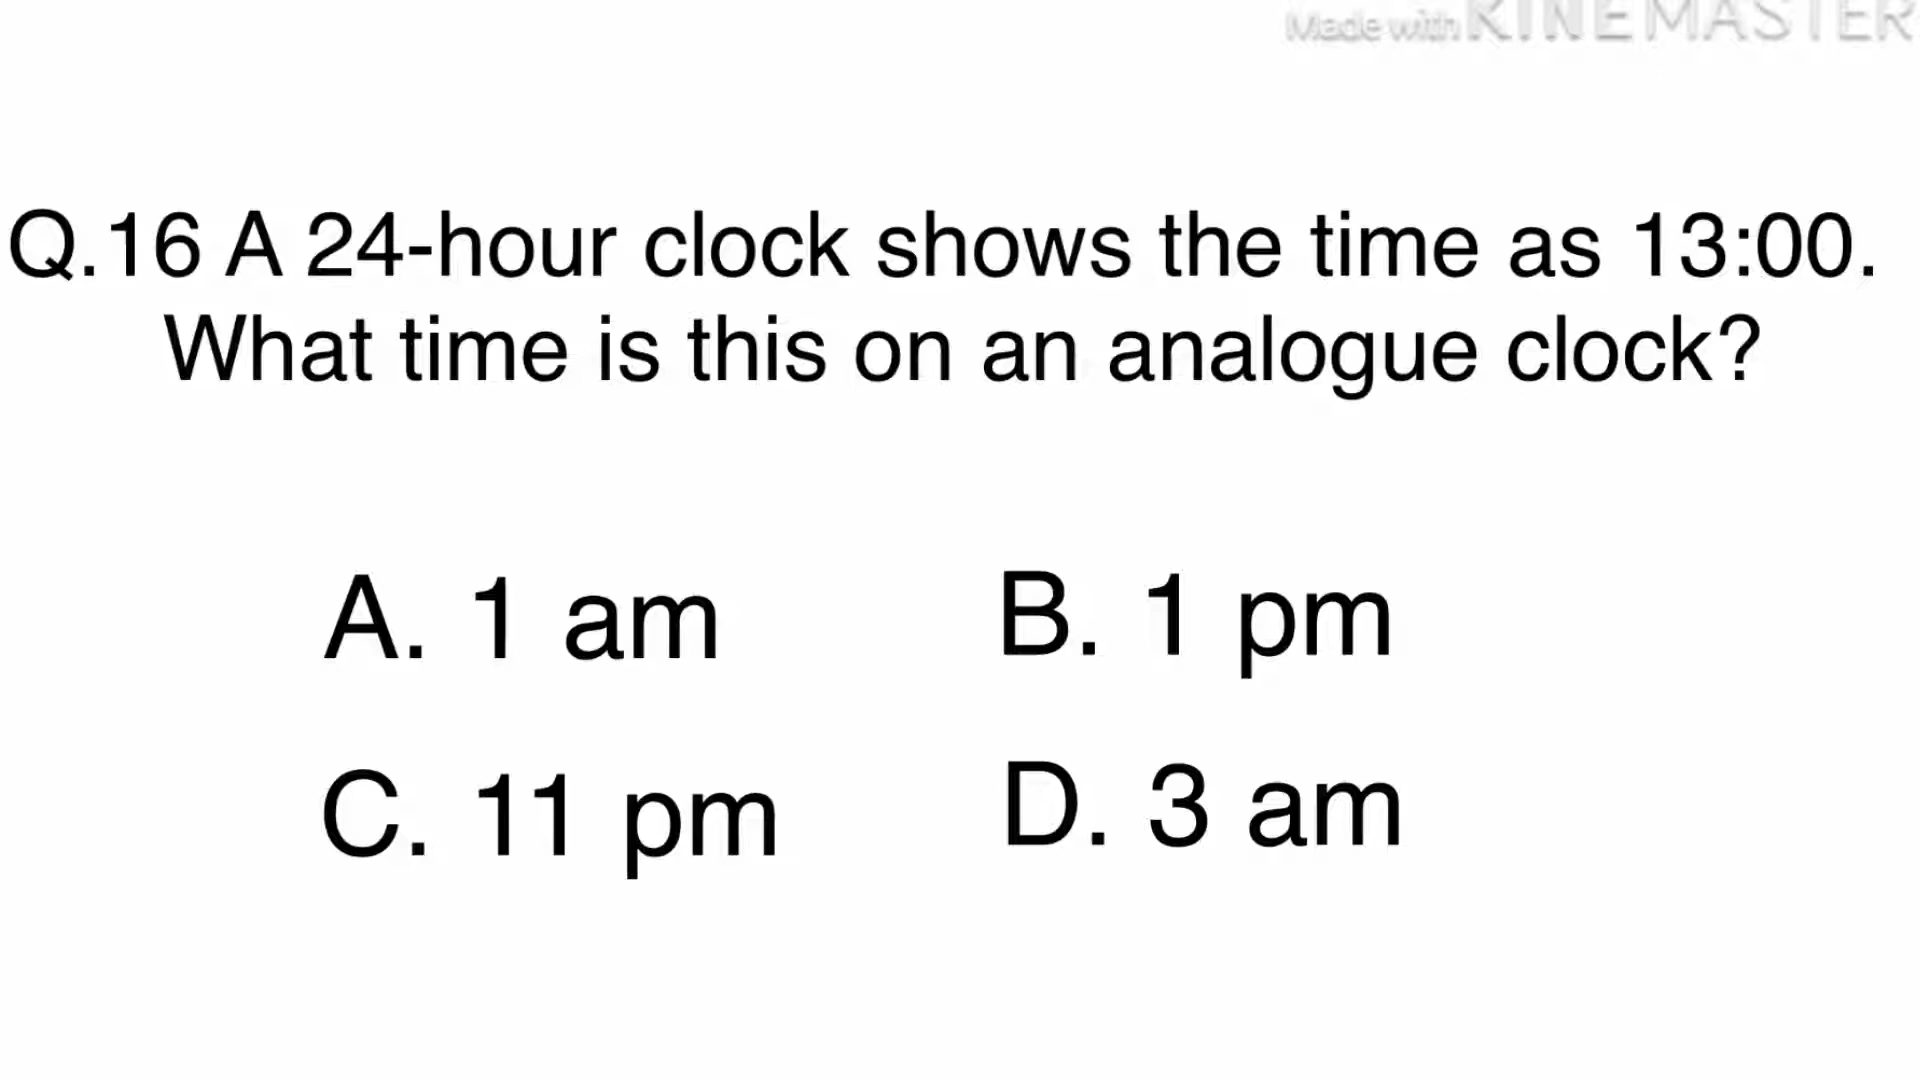 Made with KINEMASTER
Q.16 A 24-hour clock shows the time as 13:00.
What time is this on an analogue clock?
A. 1 am
B. 1 pm
C. 11 pm
D. 3 am